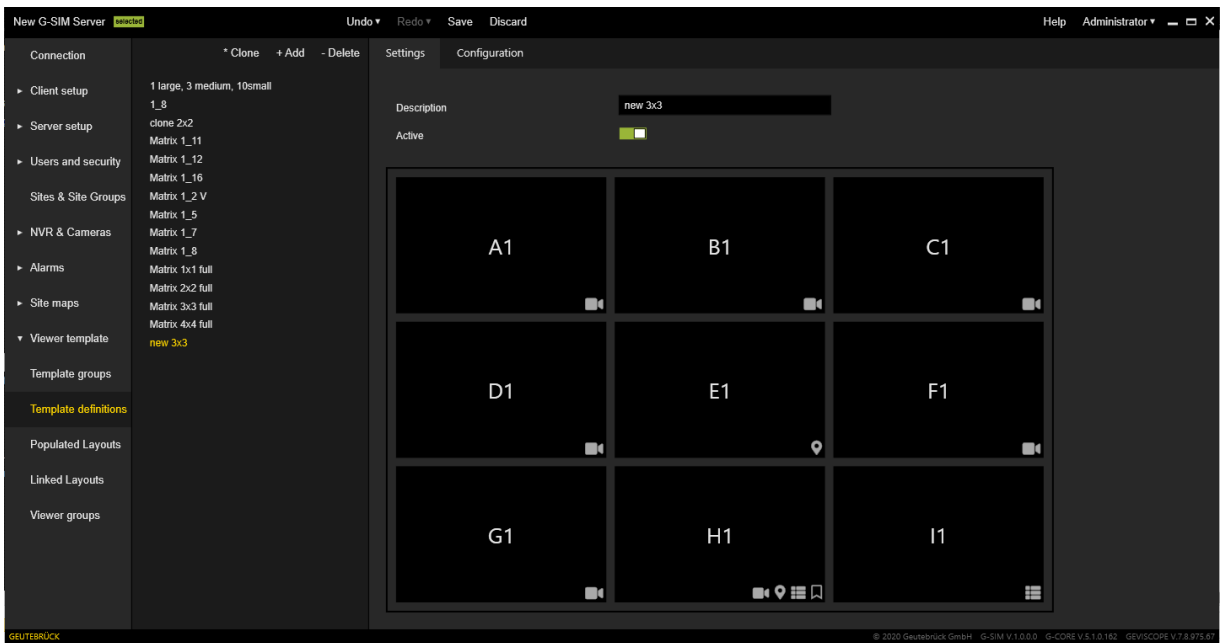 New G-SIM Server selected Undo ▾ Redo ▾ Save Discard Help Administrator ▾
Connection
Client setup
Server setup
Users and security
Sites & Site Groups
NVR & Cameras
Alarms
Site maps
Viewer template
Template groups
Template definitions
Populated Layouts
Linked Layouts
Viewer groups
* Clone + Add - Delete
1 large, 3 medium, 10small
1_8
clone 2x2
Matrix 1_11
Matrix 1_12
Matrix 1_16
Matrix 1_2 V
Matrix 1_5
Matrix 1_7
Matrix 1_8
Matrix 1x1 full
Matrix 2x2 full
Matrix 3x3 full
Matrix 4x4 full
new 3x3
Settings Configuration
Description new 3x3
Active
A1 B1 C1
D1 E1 F1
G1 H1 I1
GEUTEBRÜCK © 2020 Geutebrück GmbH G-SIM V.1.0.0.0 G-CORE V.5.1.0.162 GEVISCOPE V.7.8.975.67